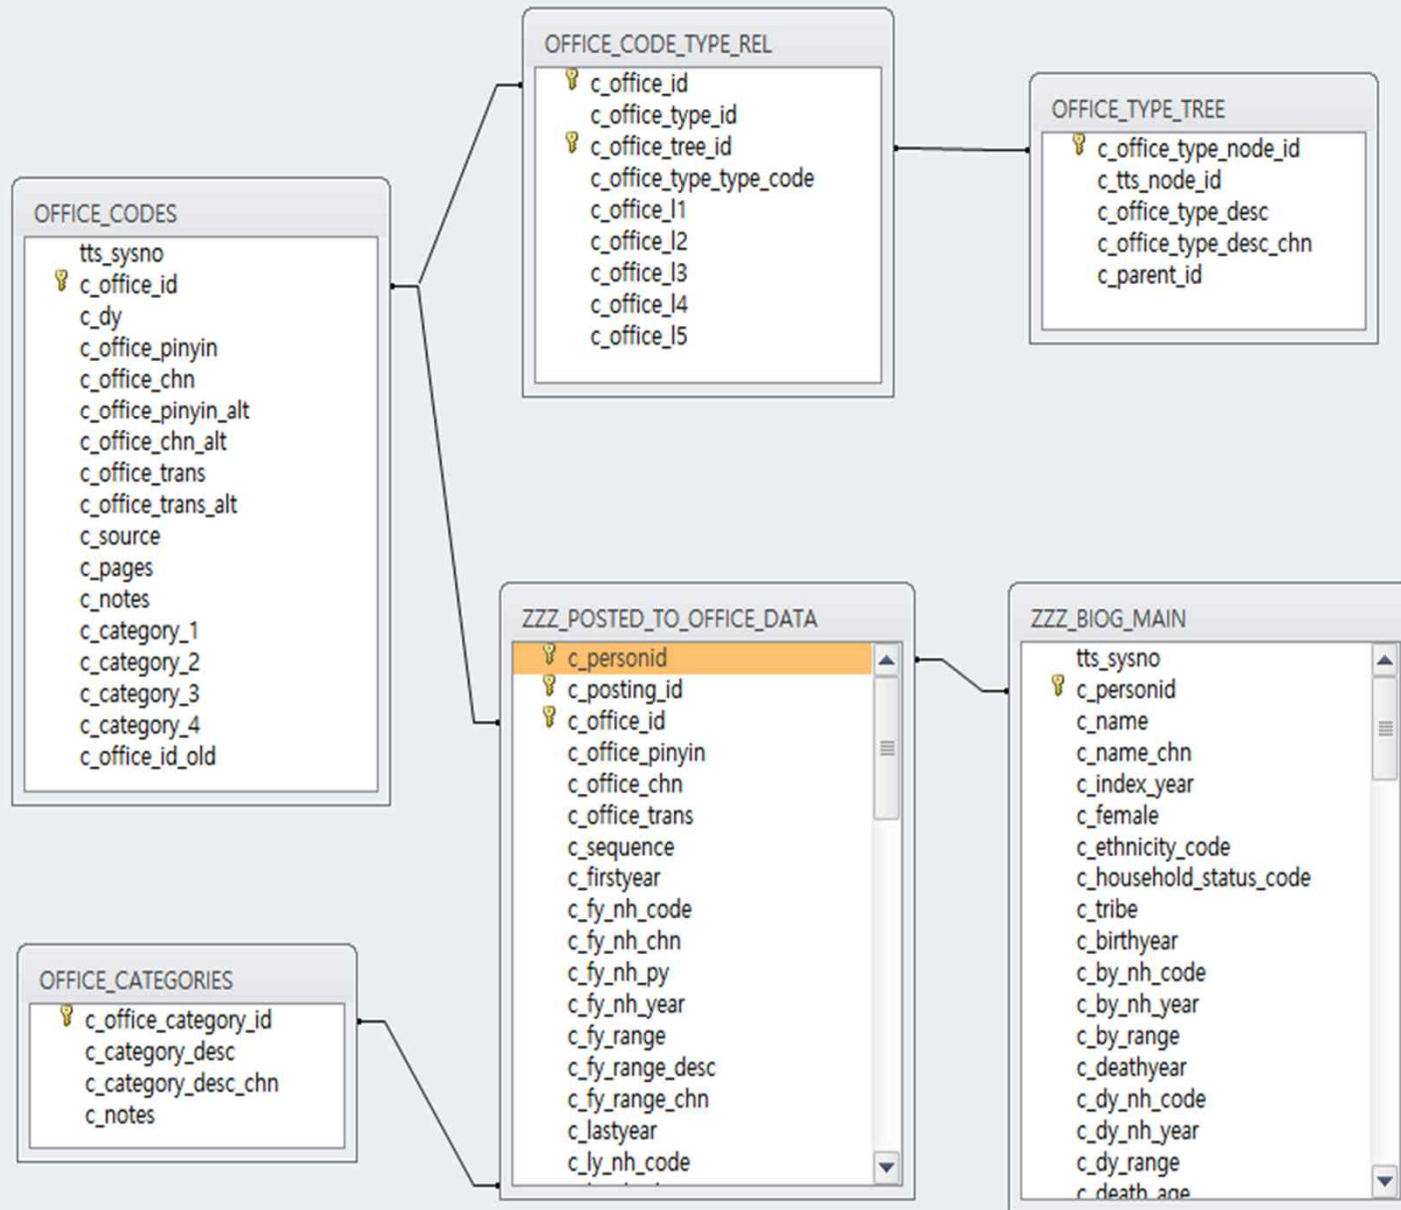 OFFICE_CODE_TYPE_REL
c_office_id
c_office_type_id
c_office_tree_id
c_office_type_type_code
c_office_l1
c_office_l2
c_office_l3
c_office_l4
c_office_l5
OFFICE_TYPE_TREE
c_office_type_node_id
c_tts_node_id
c_office_type_desc
c_office_type_desc_chn
c_parent_id
OFFICE_CODES
tts_sysno
c_office_id
c_dy
c_office_pinyin
c_office_chn
c_office_pinyin_alt
c_office_chn_alt
c_office_trans
c_office_trans_alt
c_source
c_pages
c_notes
c_category_1
c_category_2
c_category_3
c_category_4
c_office_id_old
ZZZ_POSTED_TO_OFFICE_DATA
c_personid
c_posting_id
c_office_id
c_office_pinyin
c_office_chn
c_office_trans
c_sequence
c_firstyear
c_fy_nh_code
c_fy_nh_chn
c_fy_nh_py
c_fy_nh_year
c_fy_range
c_fy_range_desc
c_fy_range_chn
c_lastyear
c_ly_nh_code
ZZZ_BIOG_MAIN
tts_sysno
c_personid
c_name
c_name_chn
c_index_year
c_female
c_ethnicity_code
c_household_status_code
c_tribe
c_birthyear
c_by_nh_code
c_by_nh_year
c_by_range
c_deathyear
c_dy_nh_code
c_dy_nh_year
c_dy_range
c_death_age
OFFICE_CATEGORIES
c_office_category_id
c_category_desc
c_category_desc_chn
c_notes